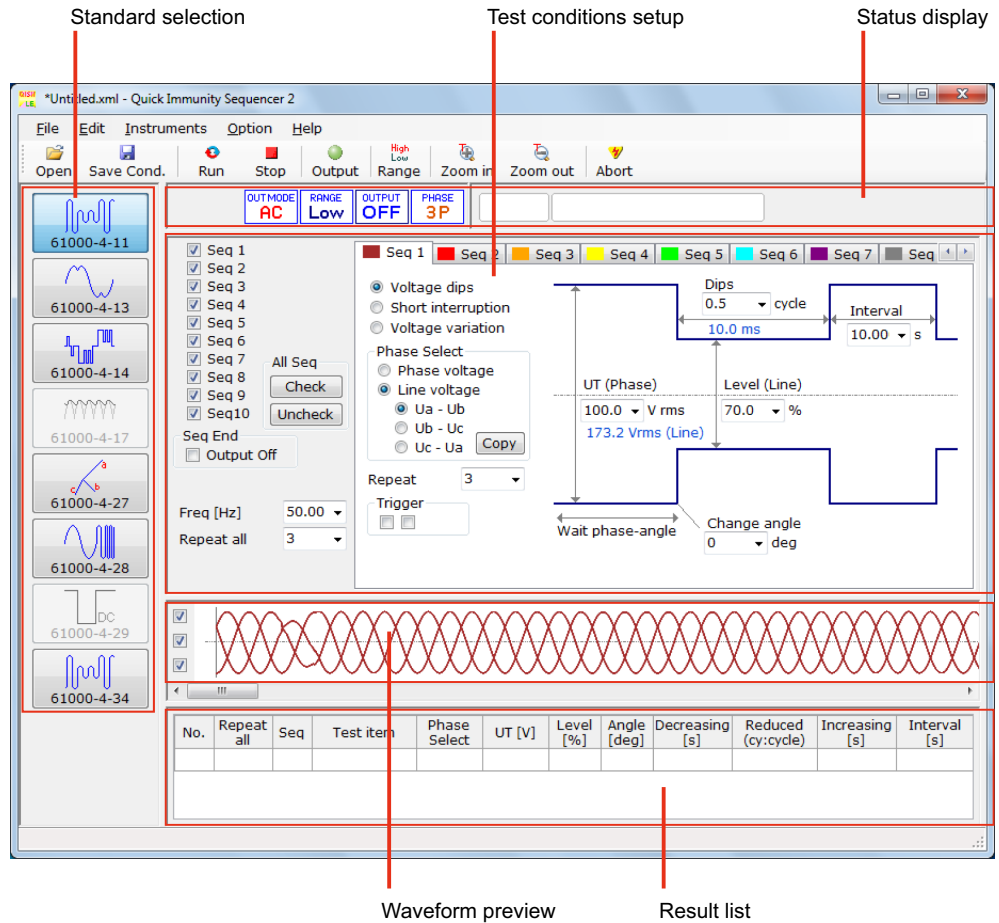 Standard selection
Test conditions setup
Status display
*Untitled.xml - Quick Immunity Sequencer 2
File Edit Instruments Option Help
High
Low
Open Save Cond. Run Stop Output Range Zoom in Zoom out Abort
OUTMODE RANGE OUTPUT PHASE
AC Low OFF 3P
61000-4-11
61000-4-13
61000-4-14
61000-4-17
a
c b
61000-4-27
61000-4-28
DC
61000-4-29
61000-4-34
Seq 1
Seq 2
Seq 3
Seq 4
Seq 5
Seq 6
Seq 7
Seq 8
Seq 9
Seq10
All Seq
Check
Uncheck
Seq End
Output Off
Freq [Hz] 50.00
Repeat all 3
Seq 1 Seq 2 Seq 3 Seq 4 Seq 5 Seq 6 Seq 7 Seq
Voltage dips
Short interruption
Voltage variation
Phase Select
Phase voltage
Line voltage
Ua - Ub
Ub - Uc
Uc - Ua
Copy
Repeat 3
Trigger
Dips
0.5 cycle
10.0 ms
Interval
10.00 s
UT (Phase)
100.0 V rms
173.2 Vrms (Line)
Level (Line)
70.0 %
Wait phase-angle
Change angle
0 deg
No. Repeat all Seq Test item Phase Select UT [V] Level [%] Angle [deg] Decreasing [s] Reduced (cy:cycle) Increasing [s] Interval [s]
Waveform preview
Result list